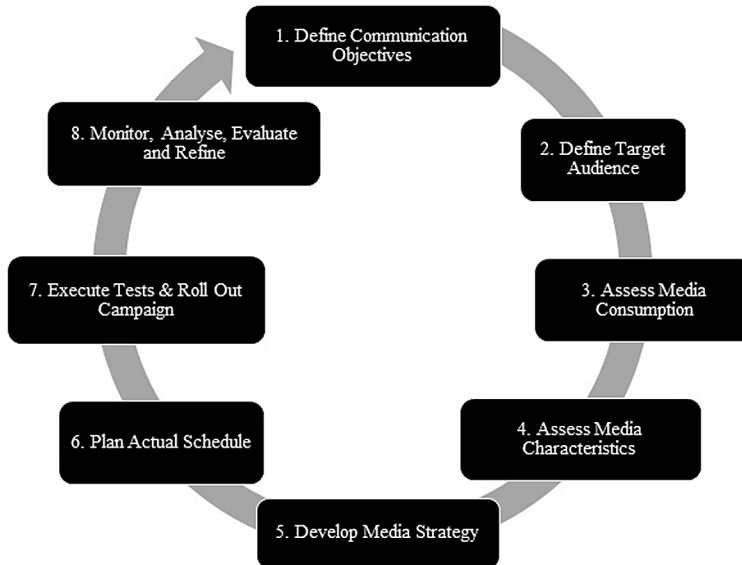 1. Define Communication
Objectives
2. Define Target
Audience
3. Assess Media
Consumption
4. Assess Media
Characteristics
5. Develop Media Strategy
6. Plan Actual Schedule
7. Execute Tests & Roll Out
Campaign
8. Monitor, Analyse, Evaluate
and Refine